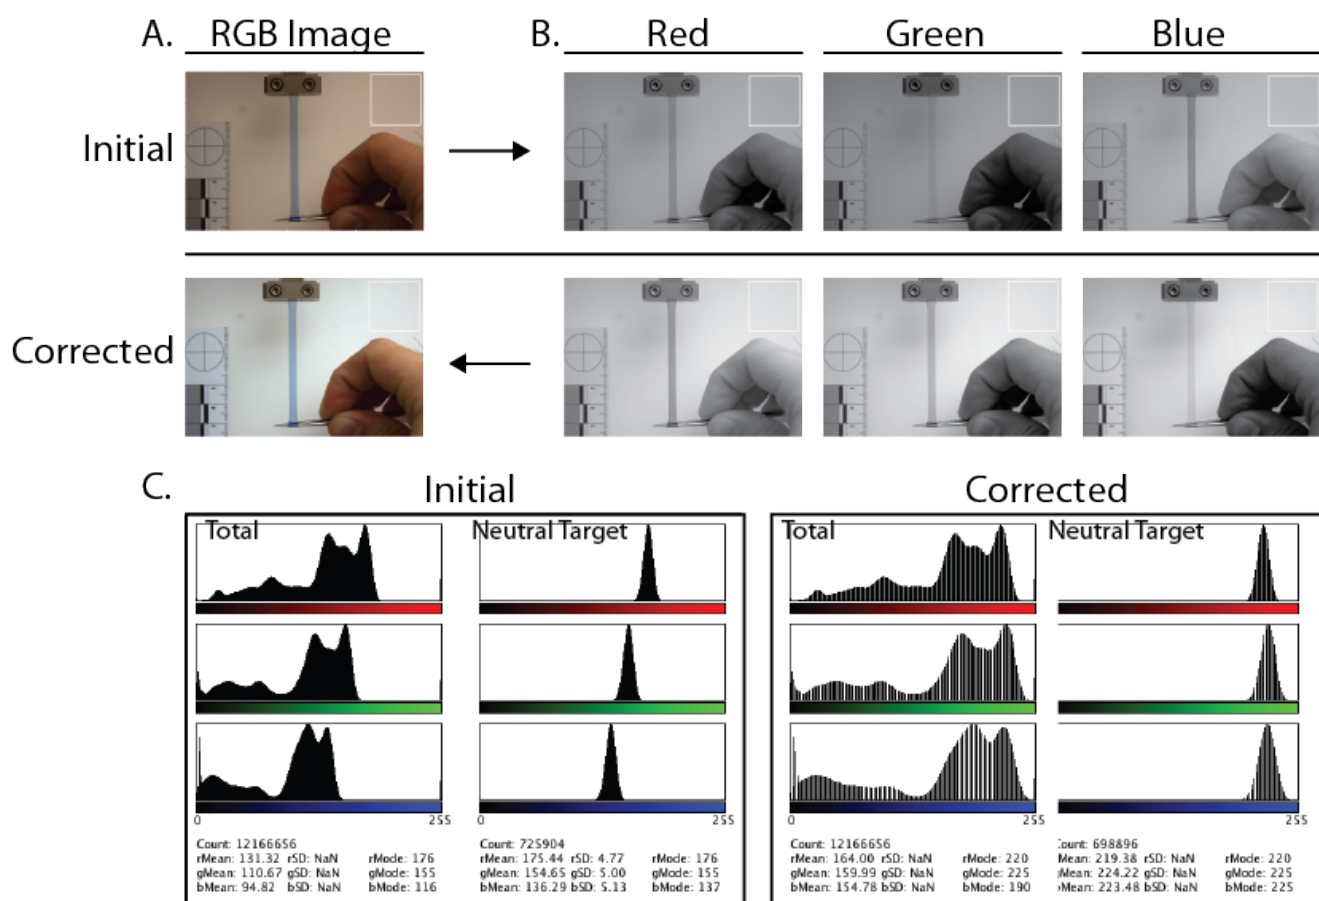 A. RGB Image B. Red Green Blue
Initial
Corrected
C. Initial Corrected
Total Neutral Target Total Neutral Target
0 255 0 255
Count: 12166656 Count: 725904 Count: 12166656 Count: 698896
rMean: 131.32 rSD: NaN rMode: 176 rMean: 175.44 rSD: 4.77 rMode: 176 rMean: 164.00 rSD: NaN rMode: 220 Mean: 219.38 rSD: NaN rMode: 220
gMean: 110.67 gSD: NaN gMode: 155 gMean: 154.65 gSD: 5.00 gMode: 155 gMean: 159.99 gSD: NaN gMode: 225 Mean: 224.22 gSD: NaN gMode: 225
bMean: 94.82 bSD: NaN bMode: 116 bMean: 136.29 bSD: 5.13 bMode: 137 bMean: 154.78 bSD: NaN bMode: 190 Mean: 223.48 bSD: NaN bMode: 225